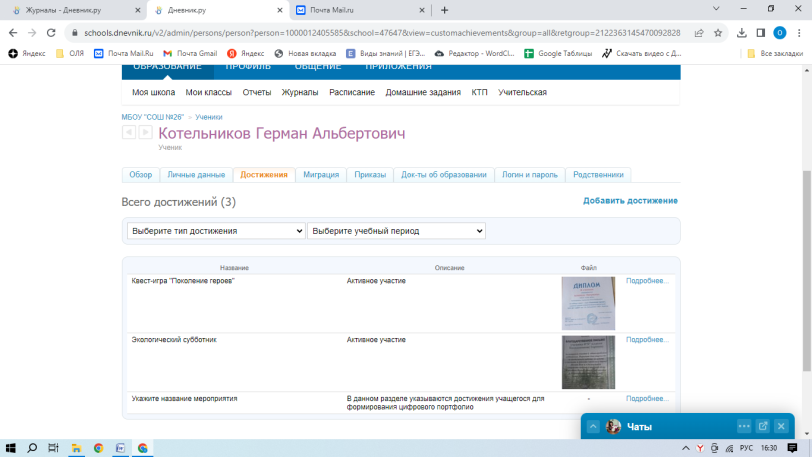 Журналы - Дневник.ру
Дневник.ру
Почта Mail.ru
schools.dnevnik.ru/v2/admin/persons/person?person=1000012405585&school=47647&view=customachievements&group=all&retgroup=2122363145470092828
Яндекс
ОЛЯ
Почта Mail.Ru
Почта Gmail
Яндекс
Новая вкладка
Виды знаний | ЕГЭ...
Редактор - WordCl...
Google Таблицы
Скачать видео с Д...
Все закладки
ОБРАЗОВАНИЕ ПРОФИЛЬ ОБЩЕНИЕ ПРИЛОЖЕНИЯ
Моя школа Мои классы Отчеты Журналы Расписание Домашние задания КТП Учительская
МБОУ "СОШ №26" » Ученики
Котельников Герман Альбертович
Ученик
Обзор Личные данные Достижения Миграция Приказы Док-ты об образовании Логин и пароль Родственники
Всего достижений (3)
Добавить достижение
Выберите тип достижения Выберите учебный период
Название Описание Файл
Квест-игра "Поколение героев" Активное участие Подробнее...
ДИПЛОМ
Экологический субботник Активное участие Подробнее...
Укажите название мероприятия В данном разделе указываются достижения учащегося для - Подробнее...
формирования цифрового портфолио
Чаты
РУС 16:30